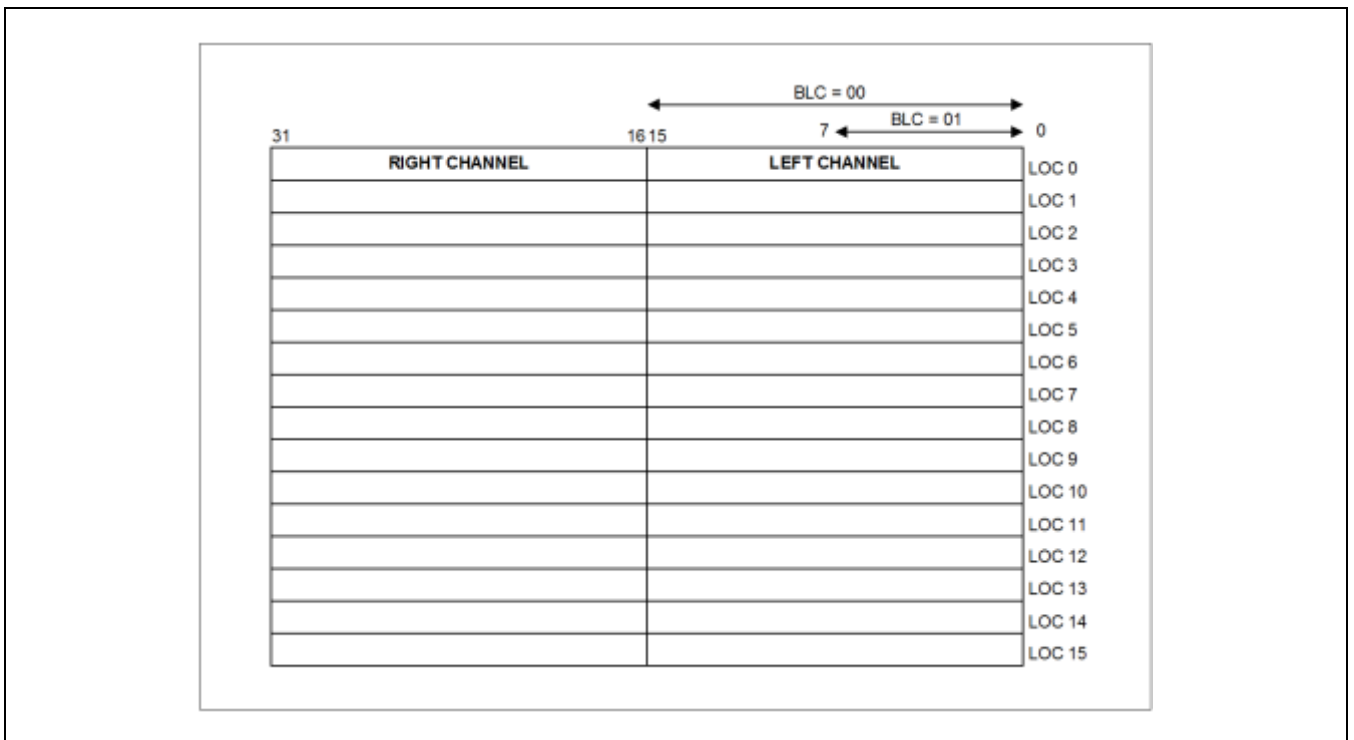 BLC = 00
BLC = 01
31 16 15 7 0
RIGHT CHANNEL LEFT CHANNEL LOC 0
LOC 1
LOC 2
LOC 3
LOC 4
LOC 5
LOC 6
LOC 7
LOC 8
LOC 9
LOC 10
LOC 11
LOC 12
LOC 13
LOC 14
LOC 15